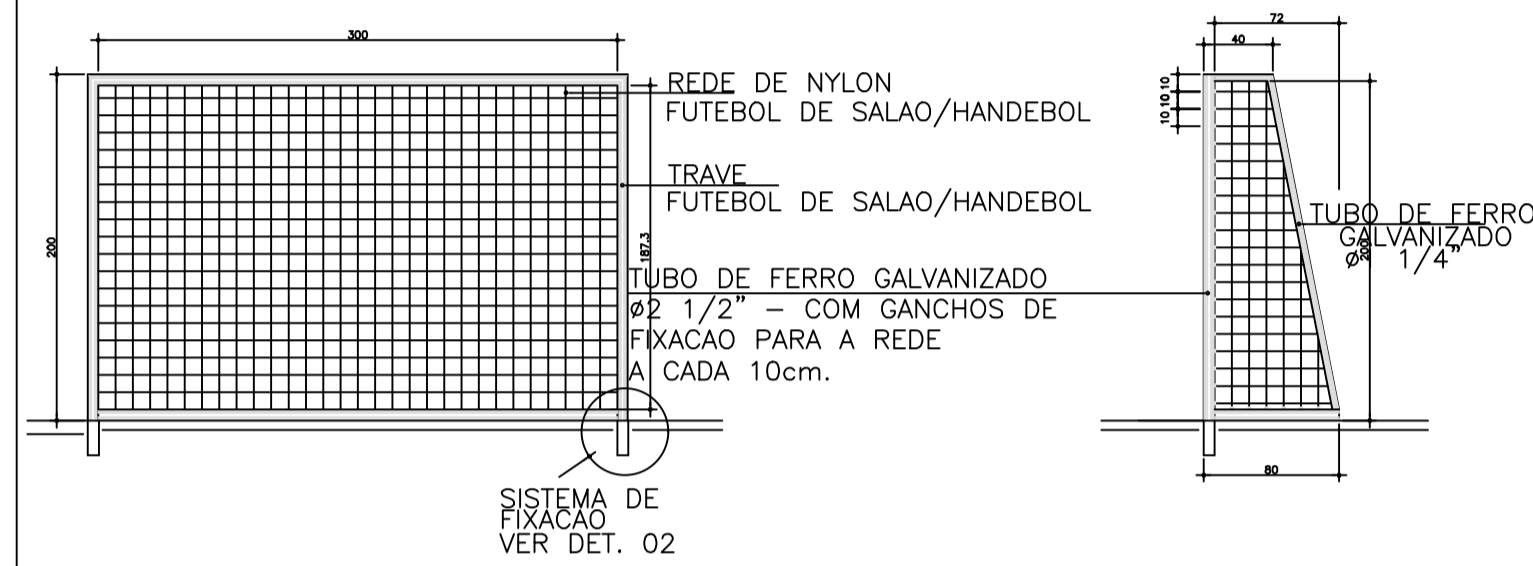 300
200
REDE DE NYLON
FUTEBOL DE SALAO/HANDEBOL
TRAVE
FUTEBOL DE SALAO/HANDEBOL
187.3
TUBO DE FERRO GALVANIZADO
ø2 1/2" – COM GANCHOS DE
FIXACAO PARA A REDE
A CADA 10cm.
SISTEMA DE
FIXACAO
VER DET. 02
72
40
10
10
10
TUBO DE FERRO
GALVANIZADO
ø 1/4"
200
80